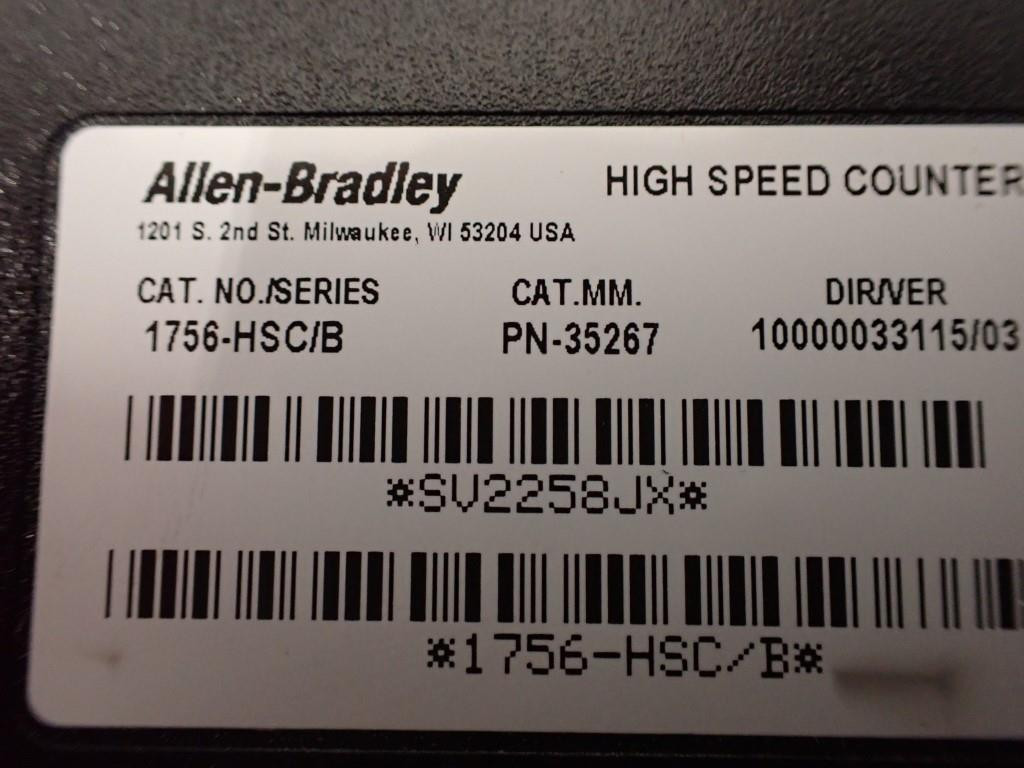 Allen-Bradley HIGH SPEED COUNTER
1201 S. 2nd St. Milwaukee, WI 53204 USA
CAT. NO./SERIES CAT.MM. DIR/VER
1756-HSC/B PN-35267 10000033115/03
*SV2258JX*
*1756-HSC/B*